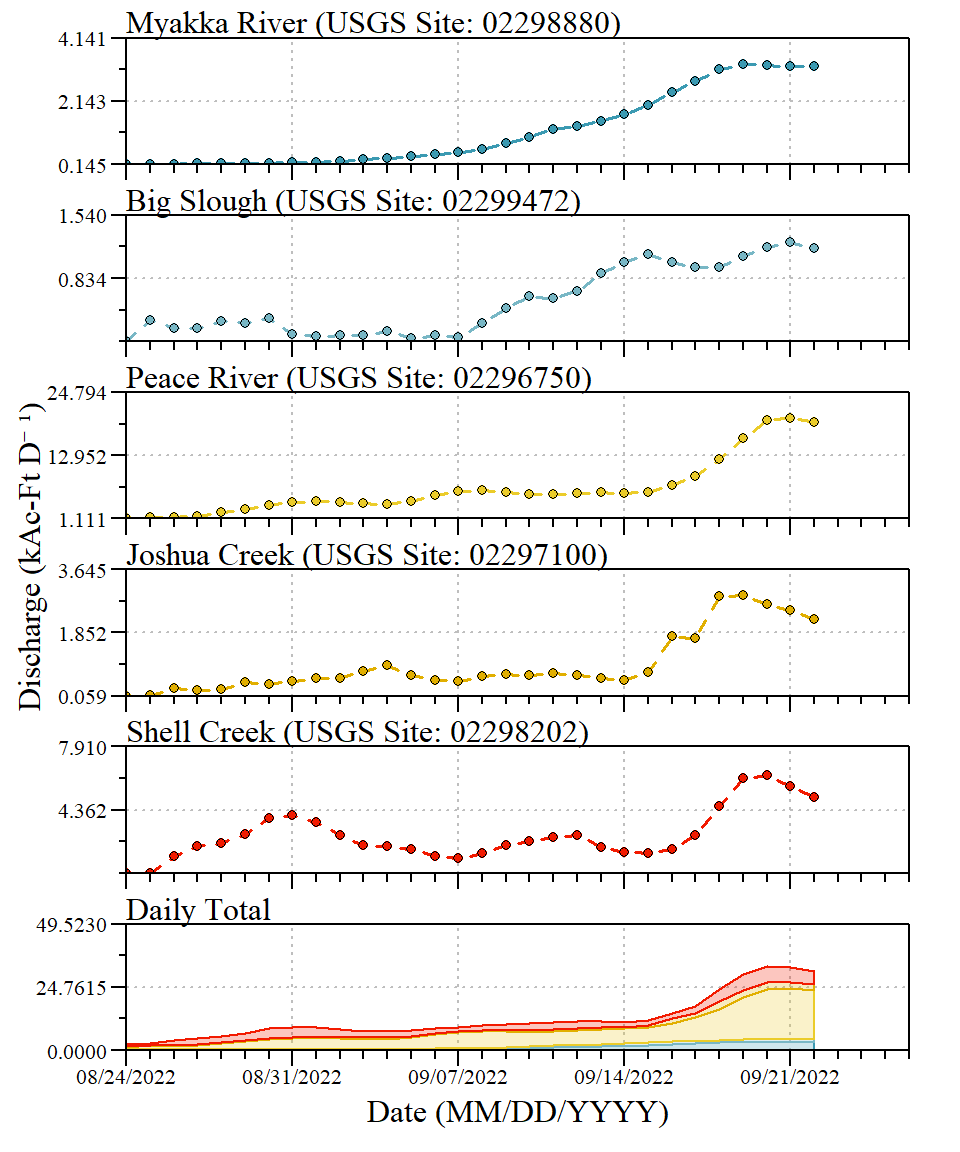 Myakka River (USGS Site: 02298880)
4.141
2.143
0.145
Big Slough (USGS Site: 02299472)
1.540
0.834
Peace River (USGS Site: 02296750)
24.794
12.952
1.111
Joshua Creek (USGS Site: 02297100)
3.645
1.852
0.059
Shell Creek (USGS Site: 02298202)
7.910
4.362
Daily Total
49.5230
24.7615
0.0000
08/24/2022 08/31/2022 09/07/2022 09/14/2022 09/21/2022
Date (MM/DD/YYYY)
Discharge (kAc-Ft D⁻¹)